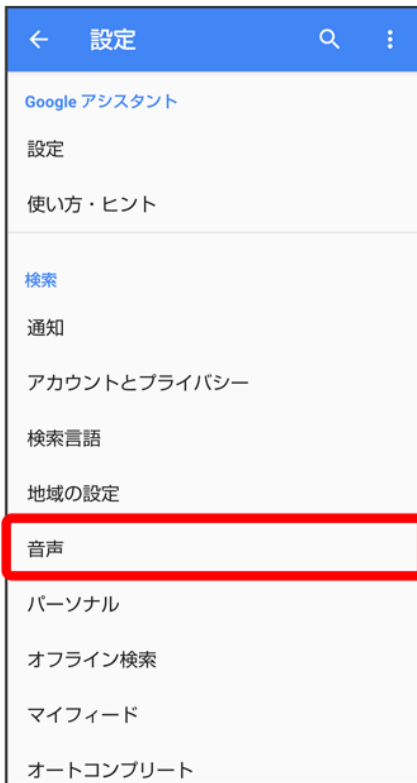 設定
Google アシスタント
設定
使い方・ヒント
検索
通知
アカウントとプライバシー
検索言語
地域の設定
音声
パーソナル
オフライン検索
マイフィード
オートコンプリート